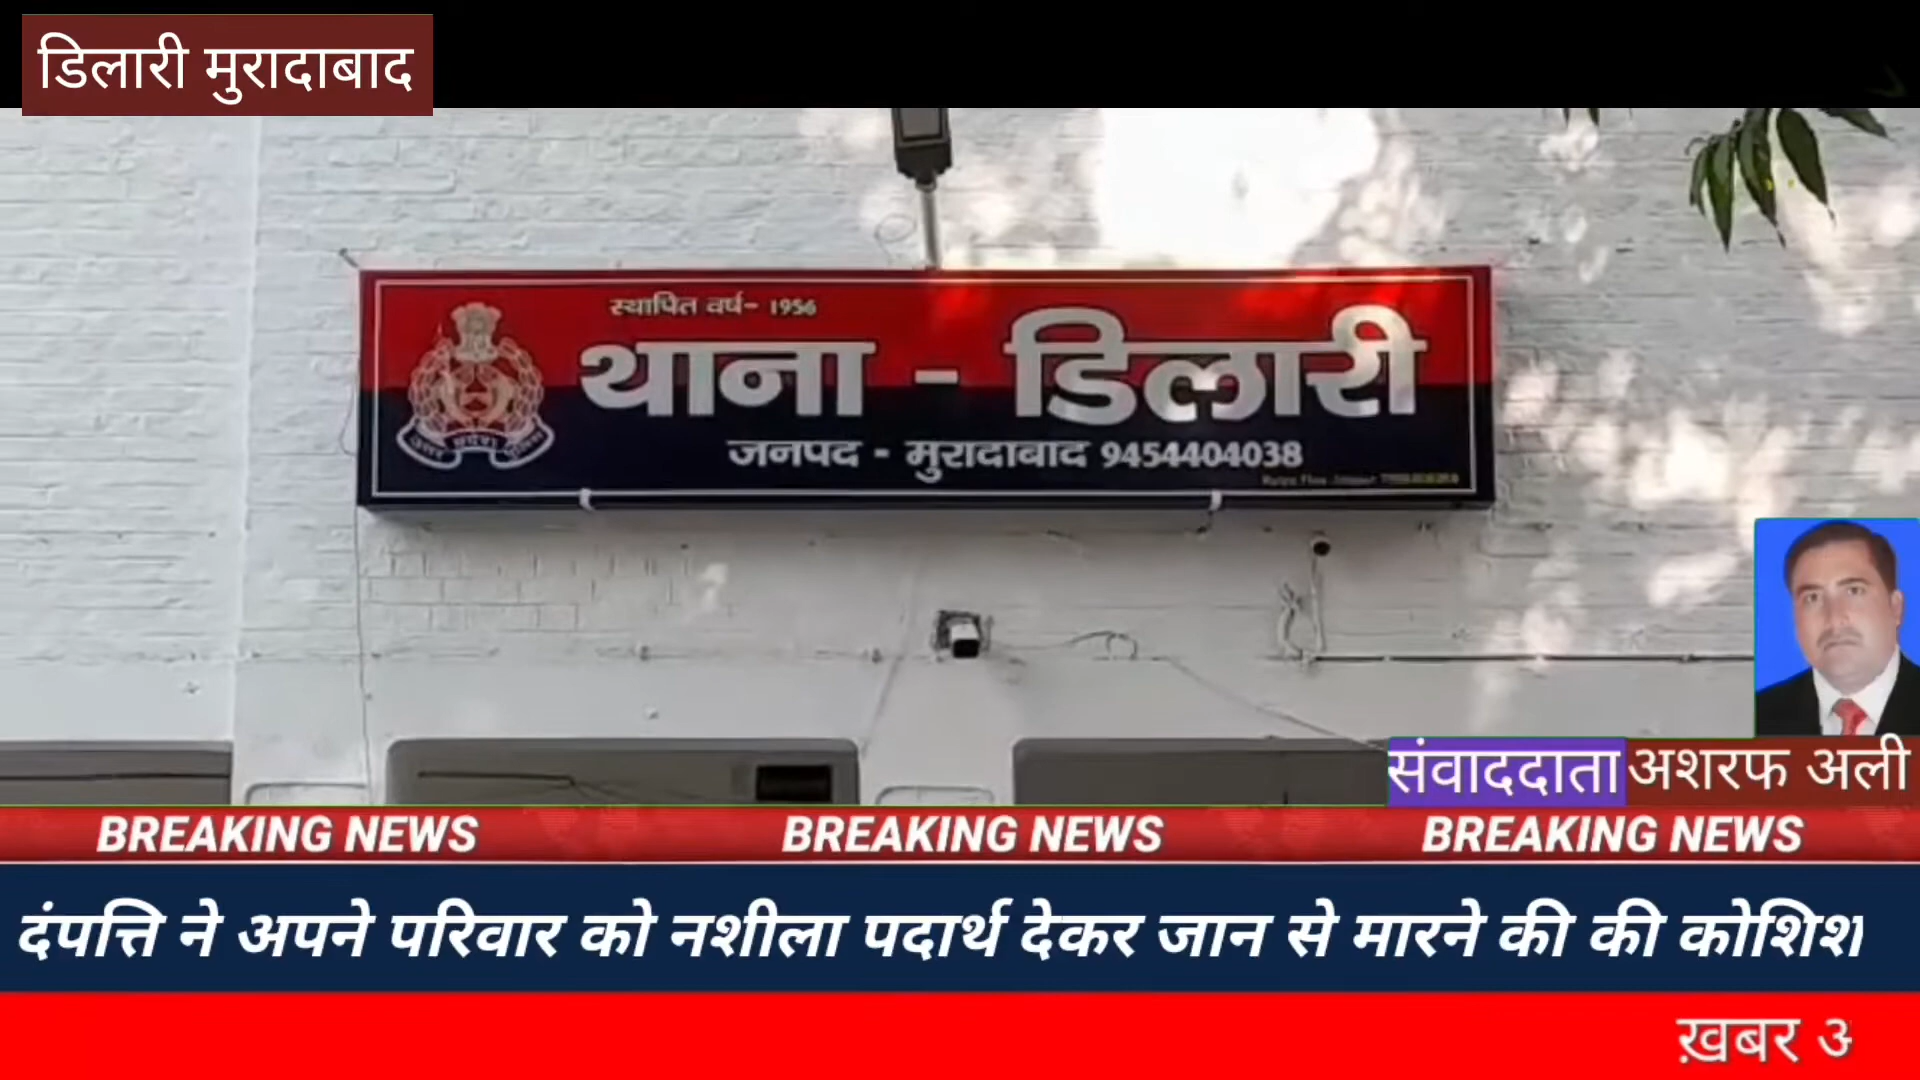 डिलारी मुरादाबाद
स्थापित वर्ष- 1956
थाना - डिलारी
जनपद - मुरादाबाद 9454404038
संवाददाता अशरफ अली
BREAKING NEWS BREAKING NEWS BREAKING NEWS
दंपत्ति ने अपने परिवार को नशीला पदार्थ देकर जान से मारने की की कोशिश
ख़बर